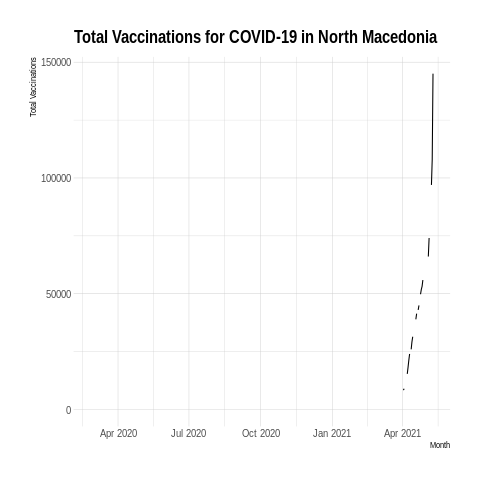 Total Vaccinations for COVID-19 in North Macedonia
Total Vaccinations
150000
100000
50000
0
Apr 2020 Jul 2020 Oct 2020 Jan 2021 Apr 2021
Month